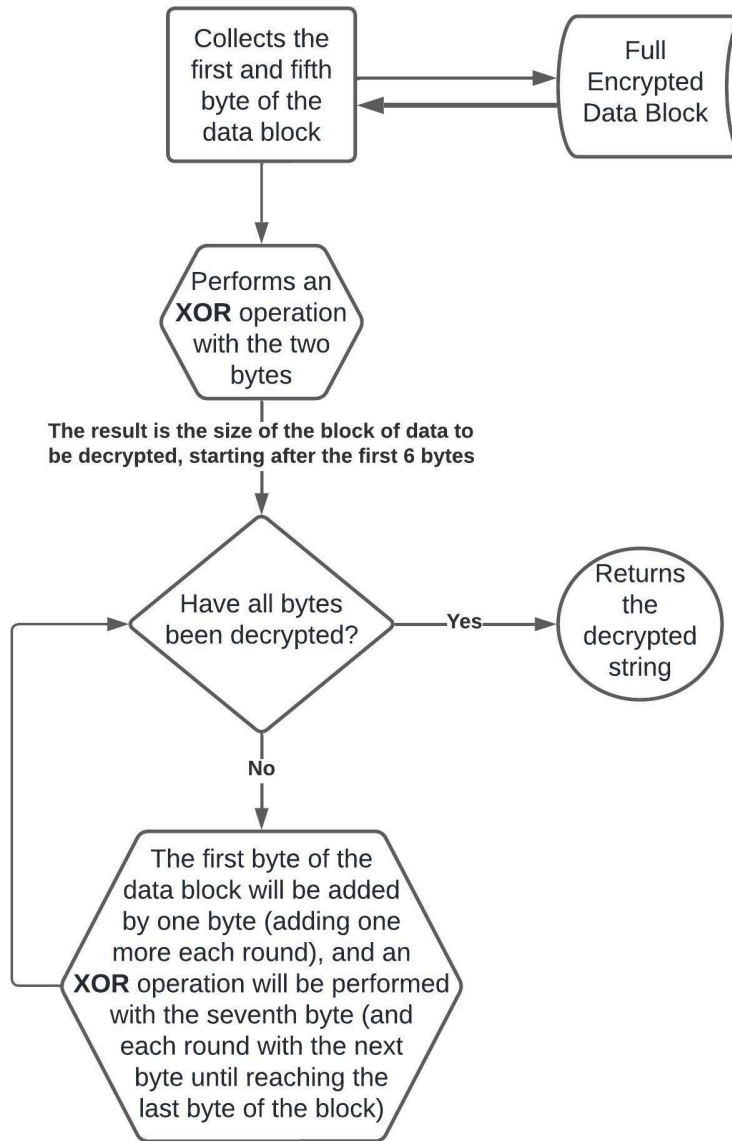 Collects the
first and fifth
byte of the
data block
Full
Encrypted
Data Block
Performs an
XOR operation
with the two
bytes
The result is the size of the block of data to
be decrypted, starting after the first 6 bytes
Have all bytes
been decrypted?
Yes
Returns
the
decrypted
string
No
The first byte of the
data block will be added
by one byte (adding one
more each round), and an
XOR operation will be performed
with the seventh byte (and
each round with the next
byte until reaching the
last byte of the block)